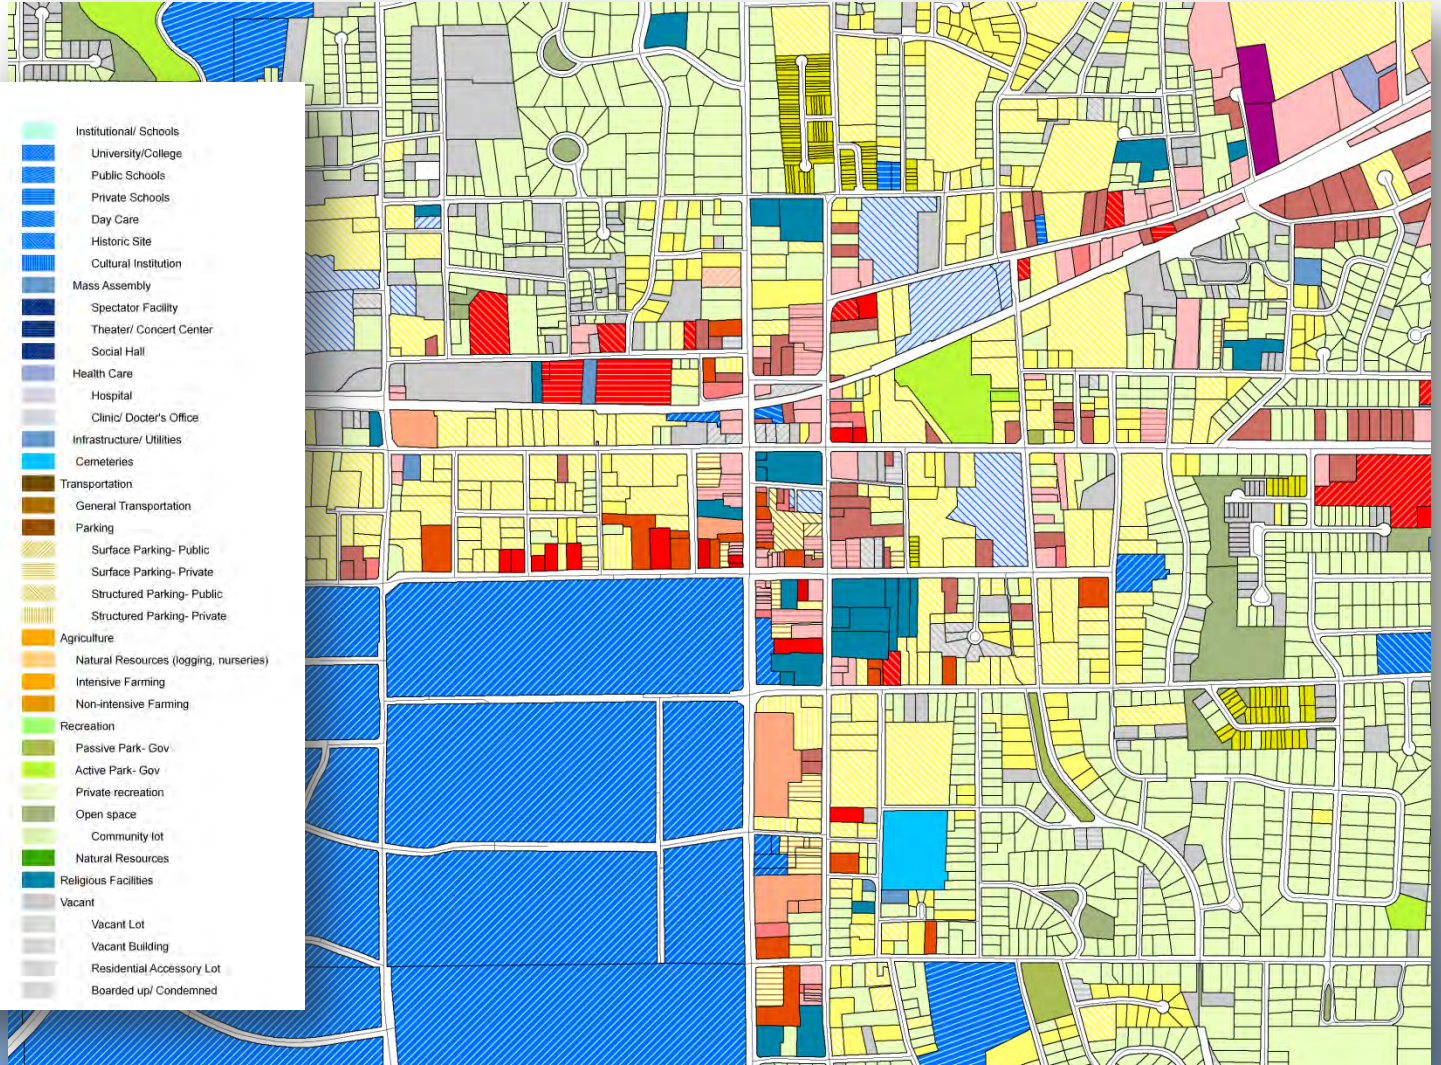 Institutional/ Schools
University/College
Public Schools
Private Schools
Day Care
Historic Site
Cultural Institution
Mass Assembly
Spectator Facility
Theater/ Concert Center
Social Hall
Health Care
Hospital
Clinic/ Docter's Office
Infrastructure/ Utilities
Cemeteries
Transportation
General Transportation
Parking
Surface Parking- Public
Surface Parking- Private
Structured Parking- Public
Structured Parking- Private
Agriculture
Natural Resources (logging, nurseries)
Intensive Farming
Non-intensive Farming
Recreation
Passive Park- Gov
Active Park- Gov
Private recreation
Open space
Community lot
Natural Resources
Religious Facilities
Vacant
Vacant Lot
Vacant Building
Residential Accessory Lot
Boarded up/ Condemned